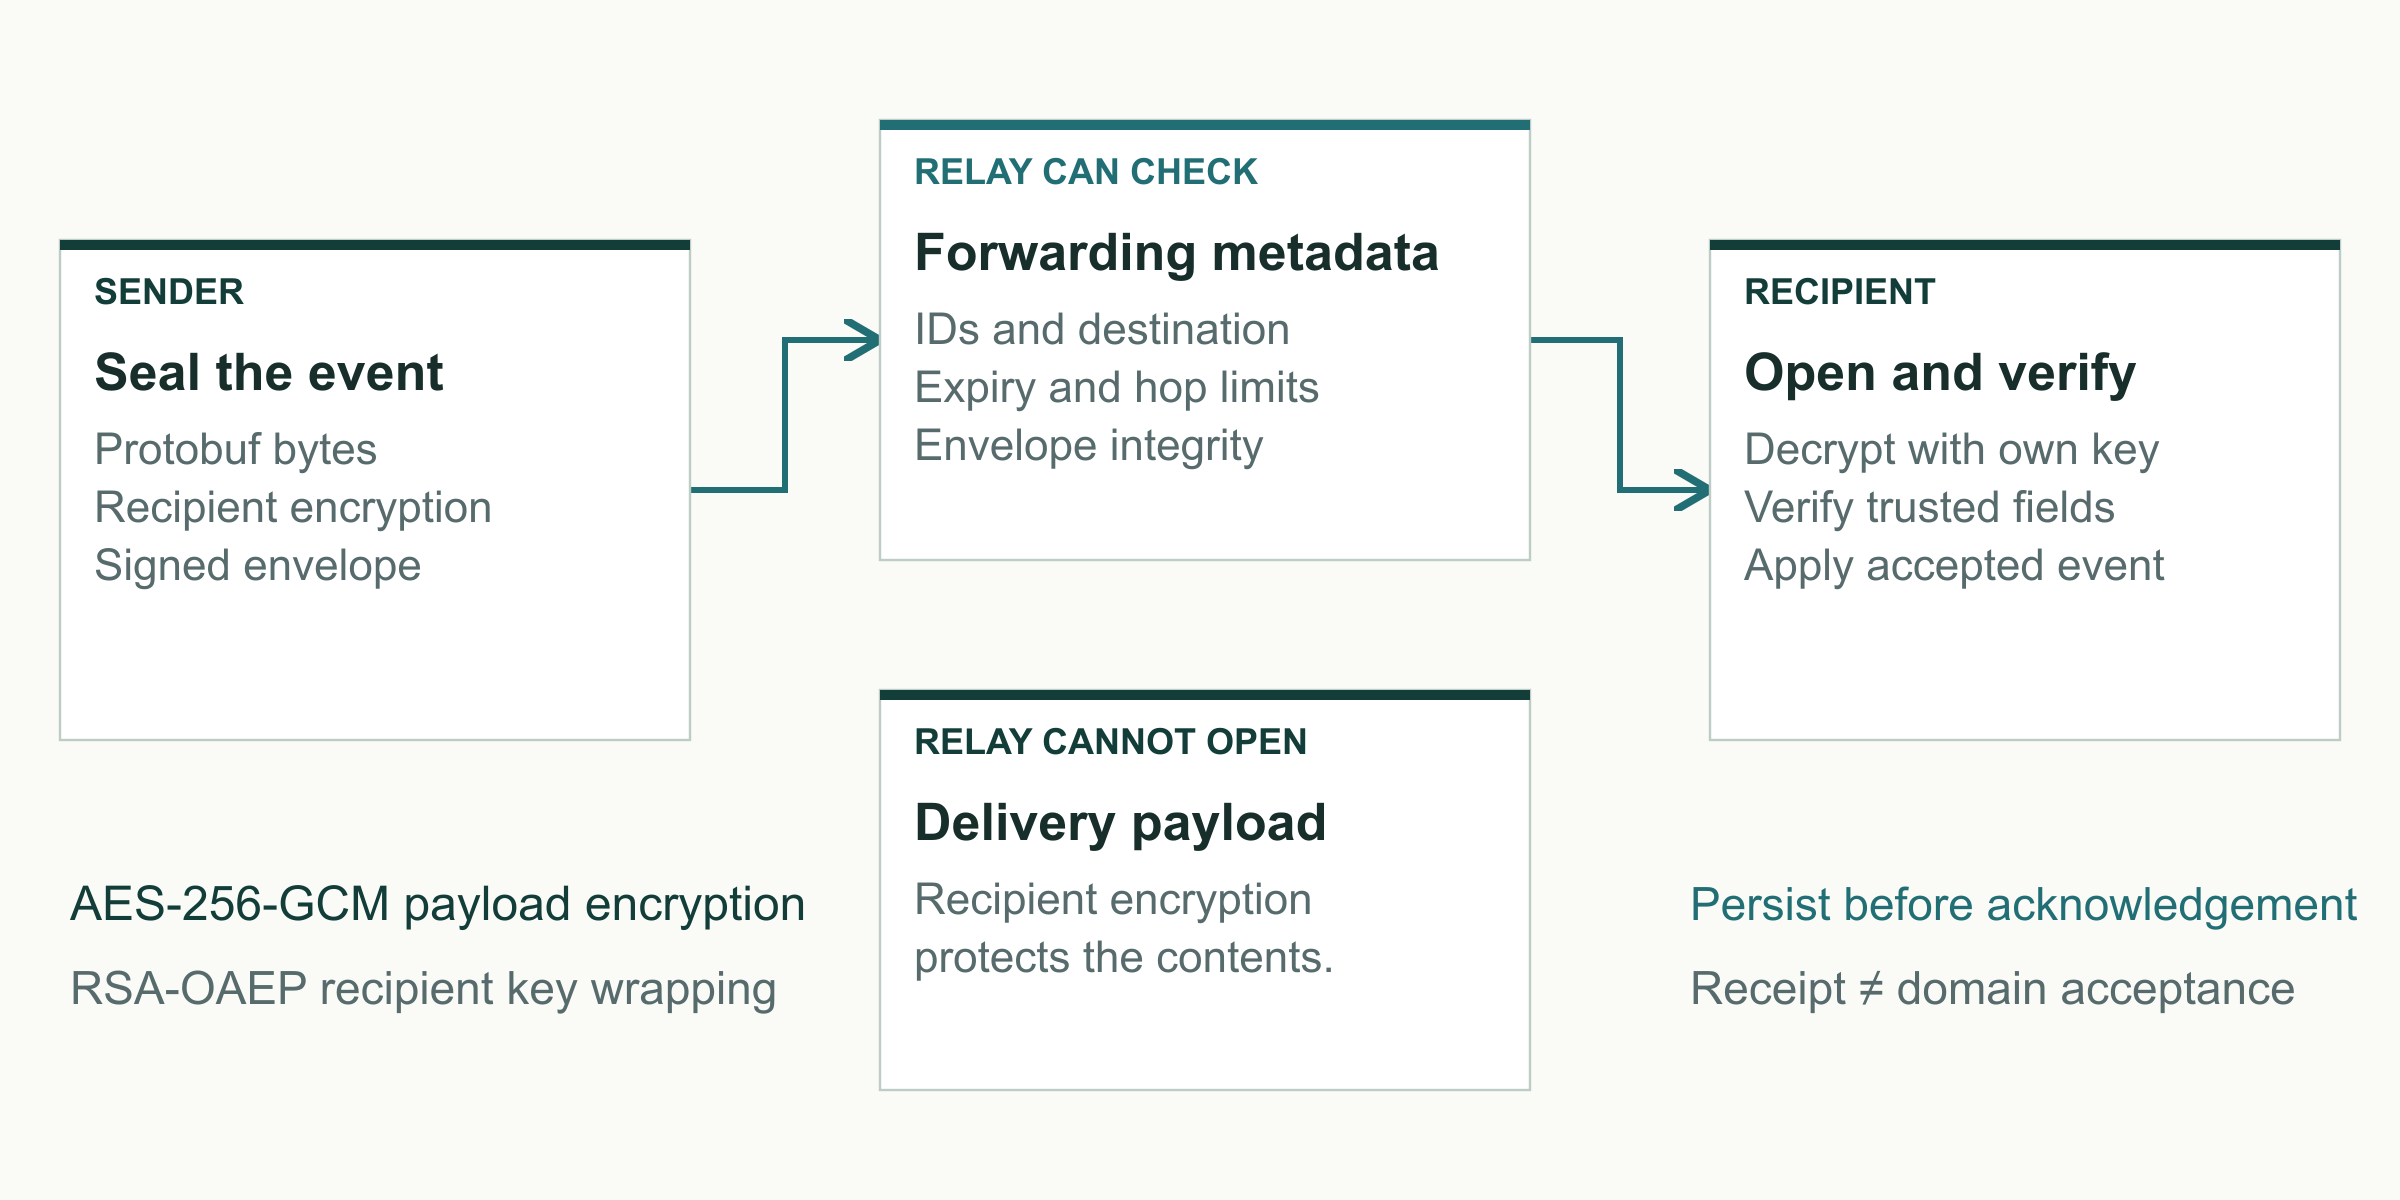 SENDER
Seal the event
Protobuf bytes
Recipient encryption
Signed envelope
RELAY CAN CHECK
Forwarding metadata
IDs and destination
Expiry and hop limits
Envelope integrity
RECIPIENT
Open and verify
Decrypt with own key
Verify trusted fields
Apply accepted event
RELAY CANNOT OPEN
Delivery payload
Recipient encryption
protects the contents.
AES-256-GCM payload encryption
RSA-OAEP recipient key wrapping
Persist before acknowledgement
Receipt ≠ domain acceptance